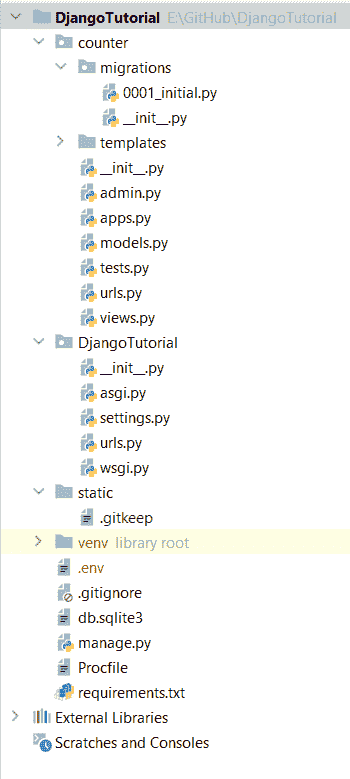 DjangoTutorial E:\GitHub\DjangoTutorial
counter
migrations
0001_initial.py
__init__.py
templates
__init__.py
admin.py
apps.py
models.py
tests.py
urls.py
views.py
DjangoTutorial
__init__.py
asgi.py
settings.py
urls.py
wsgi.py
static
.gitkeep
venv library root
.env
.gitignore
db.sqlite3
manage.py
Procfile
requirements.txt
External Libraries
Scratches and Consoles